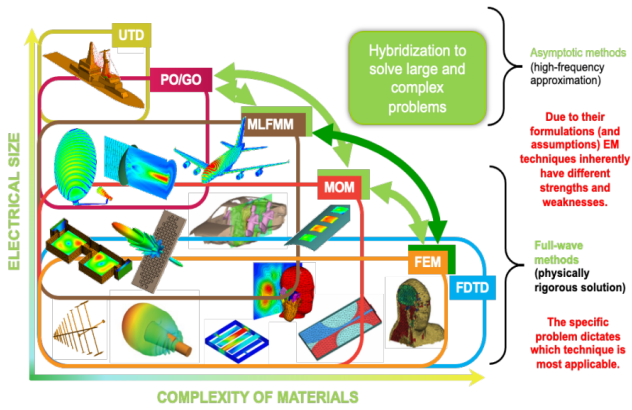 UTD
PO/GO
MLFMM
MOM
FEM
FDTD
Hybridization to
solve large and
complex
problems
Asymptotic methods
(high-frequency
approximation)
Due to their
formulations (and
assumptions) EM
techniques inherently
have different
strengths and
weaknesses.
Full-wave
methods
(physically
rigorous solution)
The specific
problem dictates
which technique is
most applicable.
ELECTRICAL SIZE
COMPLEXITY OF MATERIALS